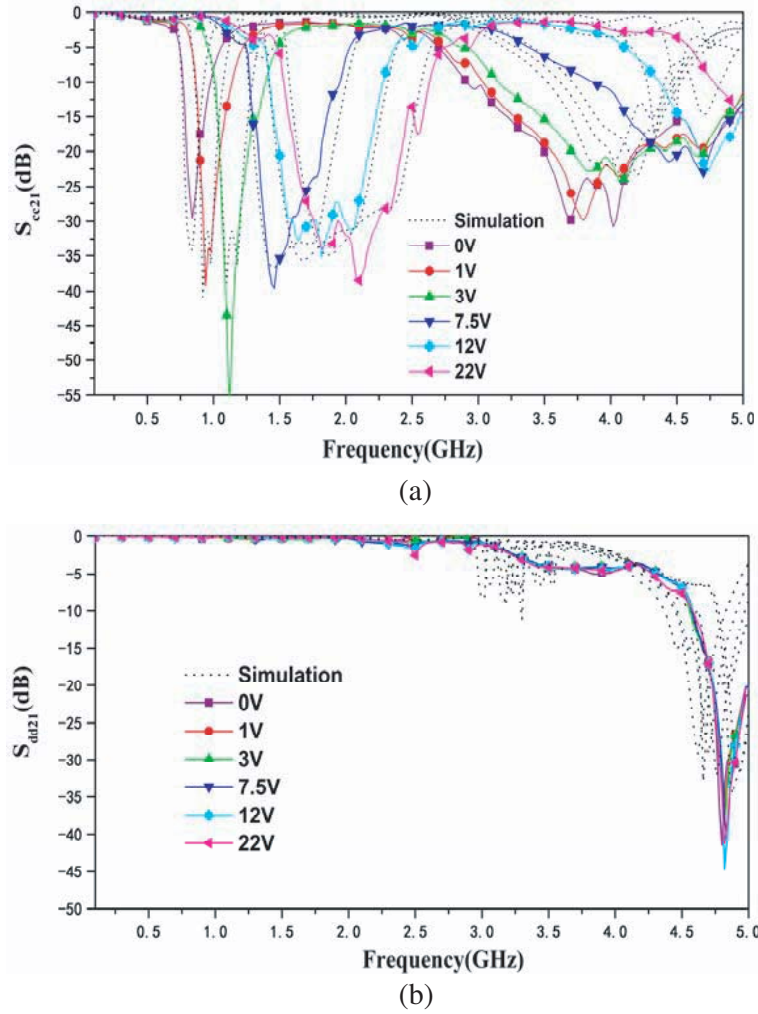 0
-5
-10
-15
-20
-25
-30
-35
-40
-45
-50
-55
S cc21 (dB)
Simulation
0V
1V
3V
7.5V
12V
22V
0.5 1.0 1.5 2.0 2.5 3.0 3.5 4.0 4.5 5.0
Frequency(GHz)
(a)
0
-5
-10
-15
-20
-25
-30
-35
-40
-45
-50
S dd21 (dB)
Simulation
0V
1V
3V
7.5V
12V
22V
0.5 1.0 1.5 2.0 2.5 3.0 3.5 4.0 4.5 5.0
Frequency(GHz)
(b)